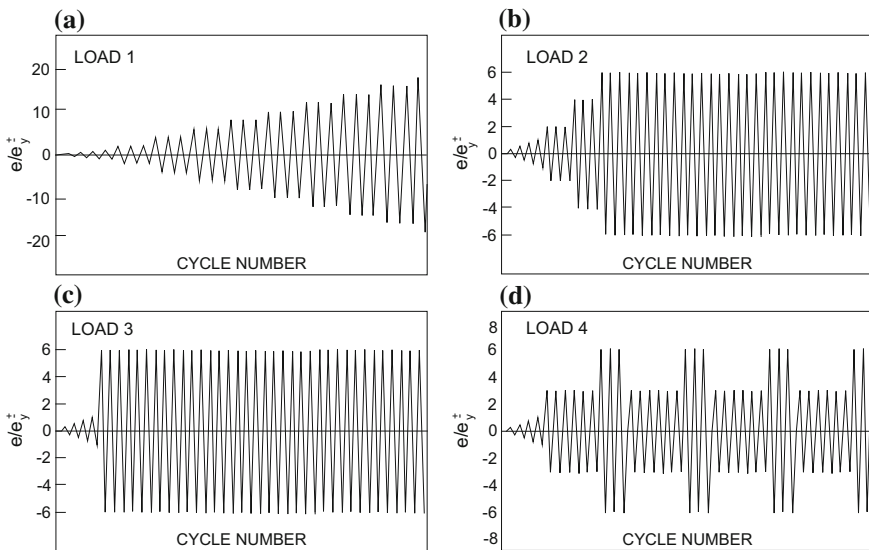 (a)
LOAD 1
20
10
0
-10
-20
e/e_y^±
CYCLE NUMBER
(b)
LOAD 2
6
4
2
0
-2
-4
-6
e/e_y^±
CYCLE NUMBER
(c)
LOAD 3
6
4
2
0
-2
-4
-6
e/e_y^±
CYCLE NUMBER
(d)
LOAD 4
8
6
4
2
0
-2
-4
-6
-8
e/e_y^±
CYCLE NUMBER